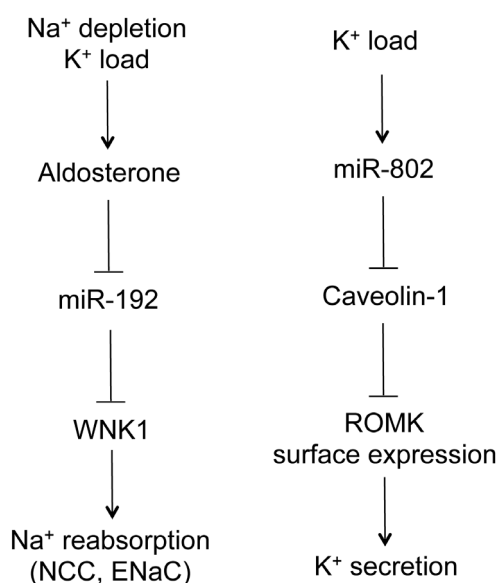 Na⁺ depletion
K⁺ load
Aldosterone
miR-192
WNK1
Na⁺ reabsorption
(NCC, ENaC)
K⁺ load
miR-802
Caveolin-1
ROMK
surface expression
K⁺ secretion